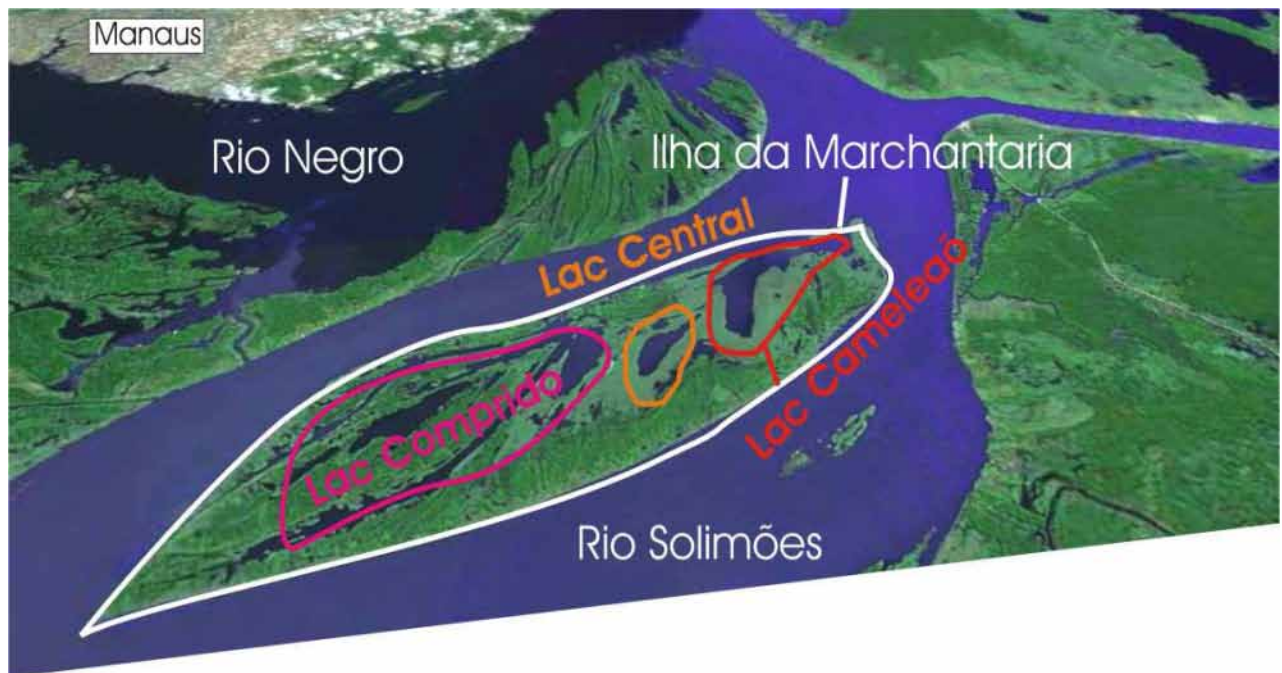 Manaus
Rio Negro
Ilha da Marchantaria
Lac Central
Lac Cameleaõ
Lac Comprido
Rio Solimões